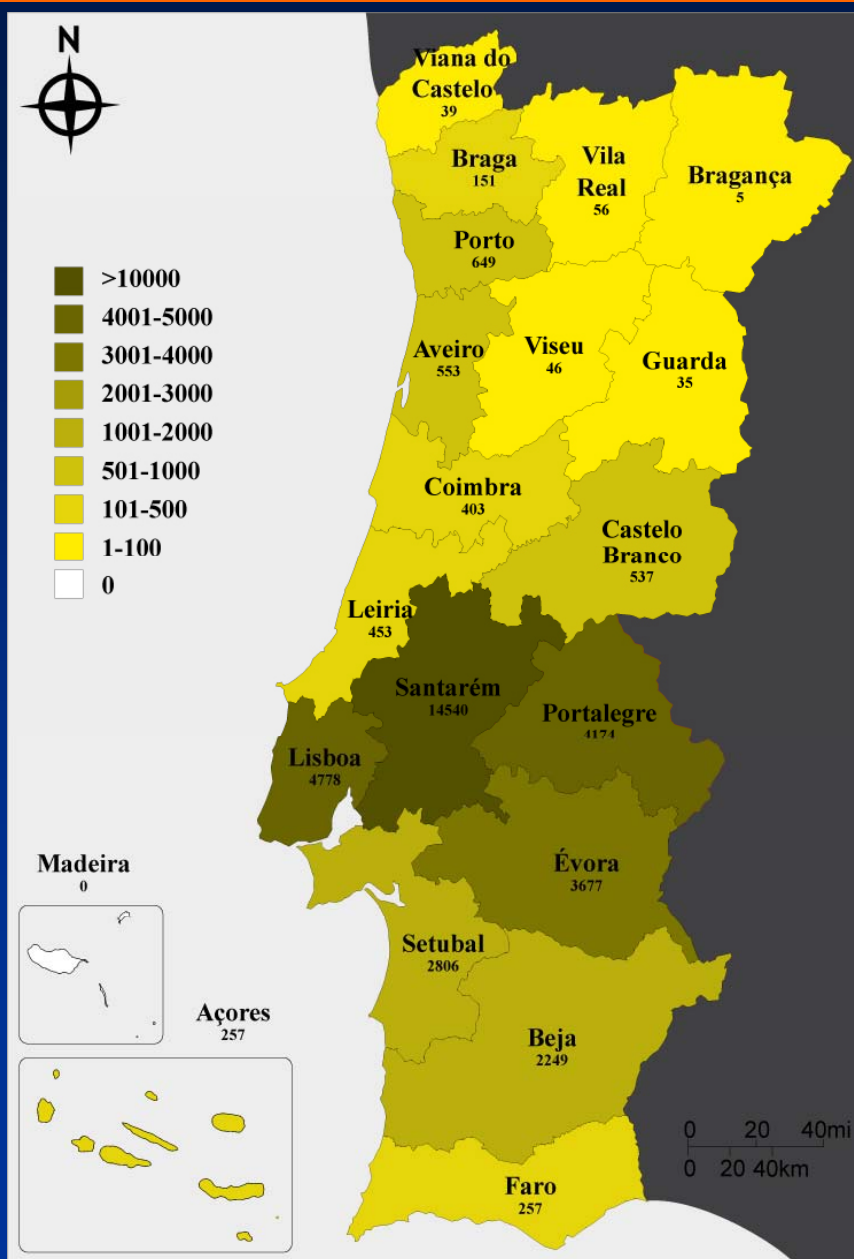 N
Viana do
Castelo
39
Braga
151
Vila
Real
56
Bragança
5
Porto
649
>10000
4001-5000
3001-4000
2001-3000
1001-2000
501-1000
101-500
1-100
0
Aveiro
553
Viseu
46
Guarda
35
Coimbra
403
Castelo
Branco
537
Leiria
453
Santarém
14540
Portalegre
4174
Lisboa
4778
Évora
3677
Madeira
0
Setubal
2806
Açores
257
Beja
2249
0 20 40mi
0 20 40km
Faro
257